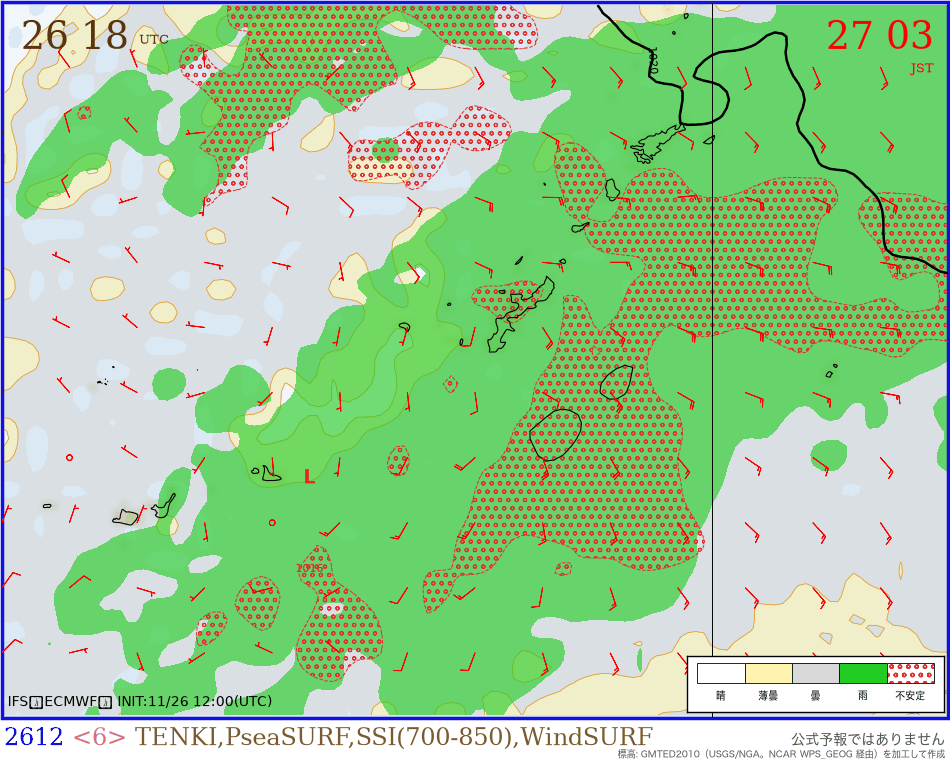 26 18 UTC
27 03
JST
1020
L
1016
晴 薄曇 曇 雨 不安定
IFS ECMWF INIT:11/26 12:00(UTC)
2612 <6> TENKI,PseaSURF,SSI(700-850),WindSURF
公式予報ではありません
標高: GMTED2010（USGS/NGA。NCAR WPS_GEOG 経由）を加工して作成